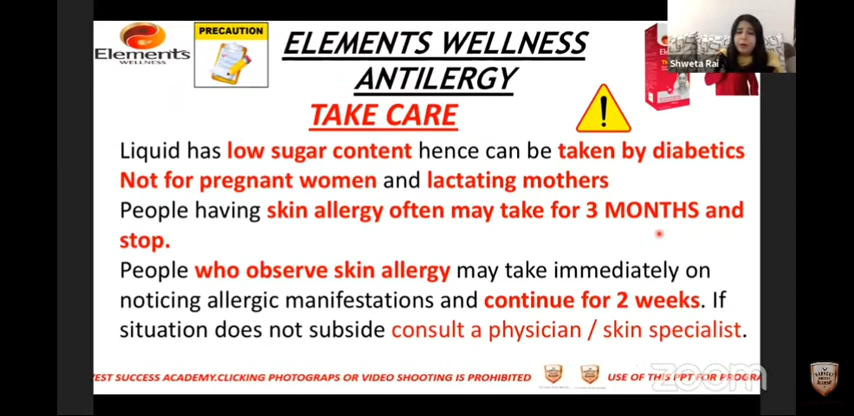 Elements
WELLNESS
PRECAUTION
ELEMENTS WELLNESS
ANTILERGY
TAKE CARE
Shweta Rai
Liquid has low sugar content hence can be taken by diabetics
Not for pregnant women and lactating mothers
People having skin allergy often may take for 3 MONTHS and
stop.
People who observe skin allergy may take immediately on
noticing allergic manifestations and continue for 2 weeks. If
situation does not subside consult a physician / skin specialist.
EST SUCCESS ACADEMY.CLICKING PHOTOGRAPS OR VIDEO SHOOTING IS PROHIBITED
USE OF THIS PPT FOR PROGRA
zoom